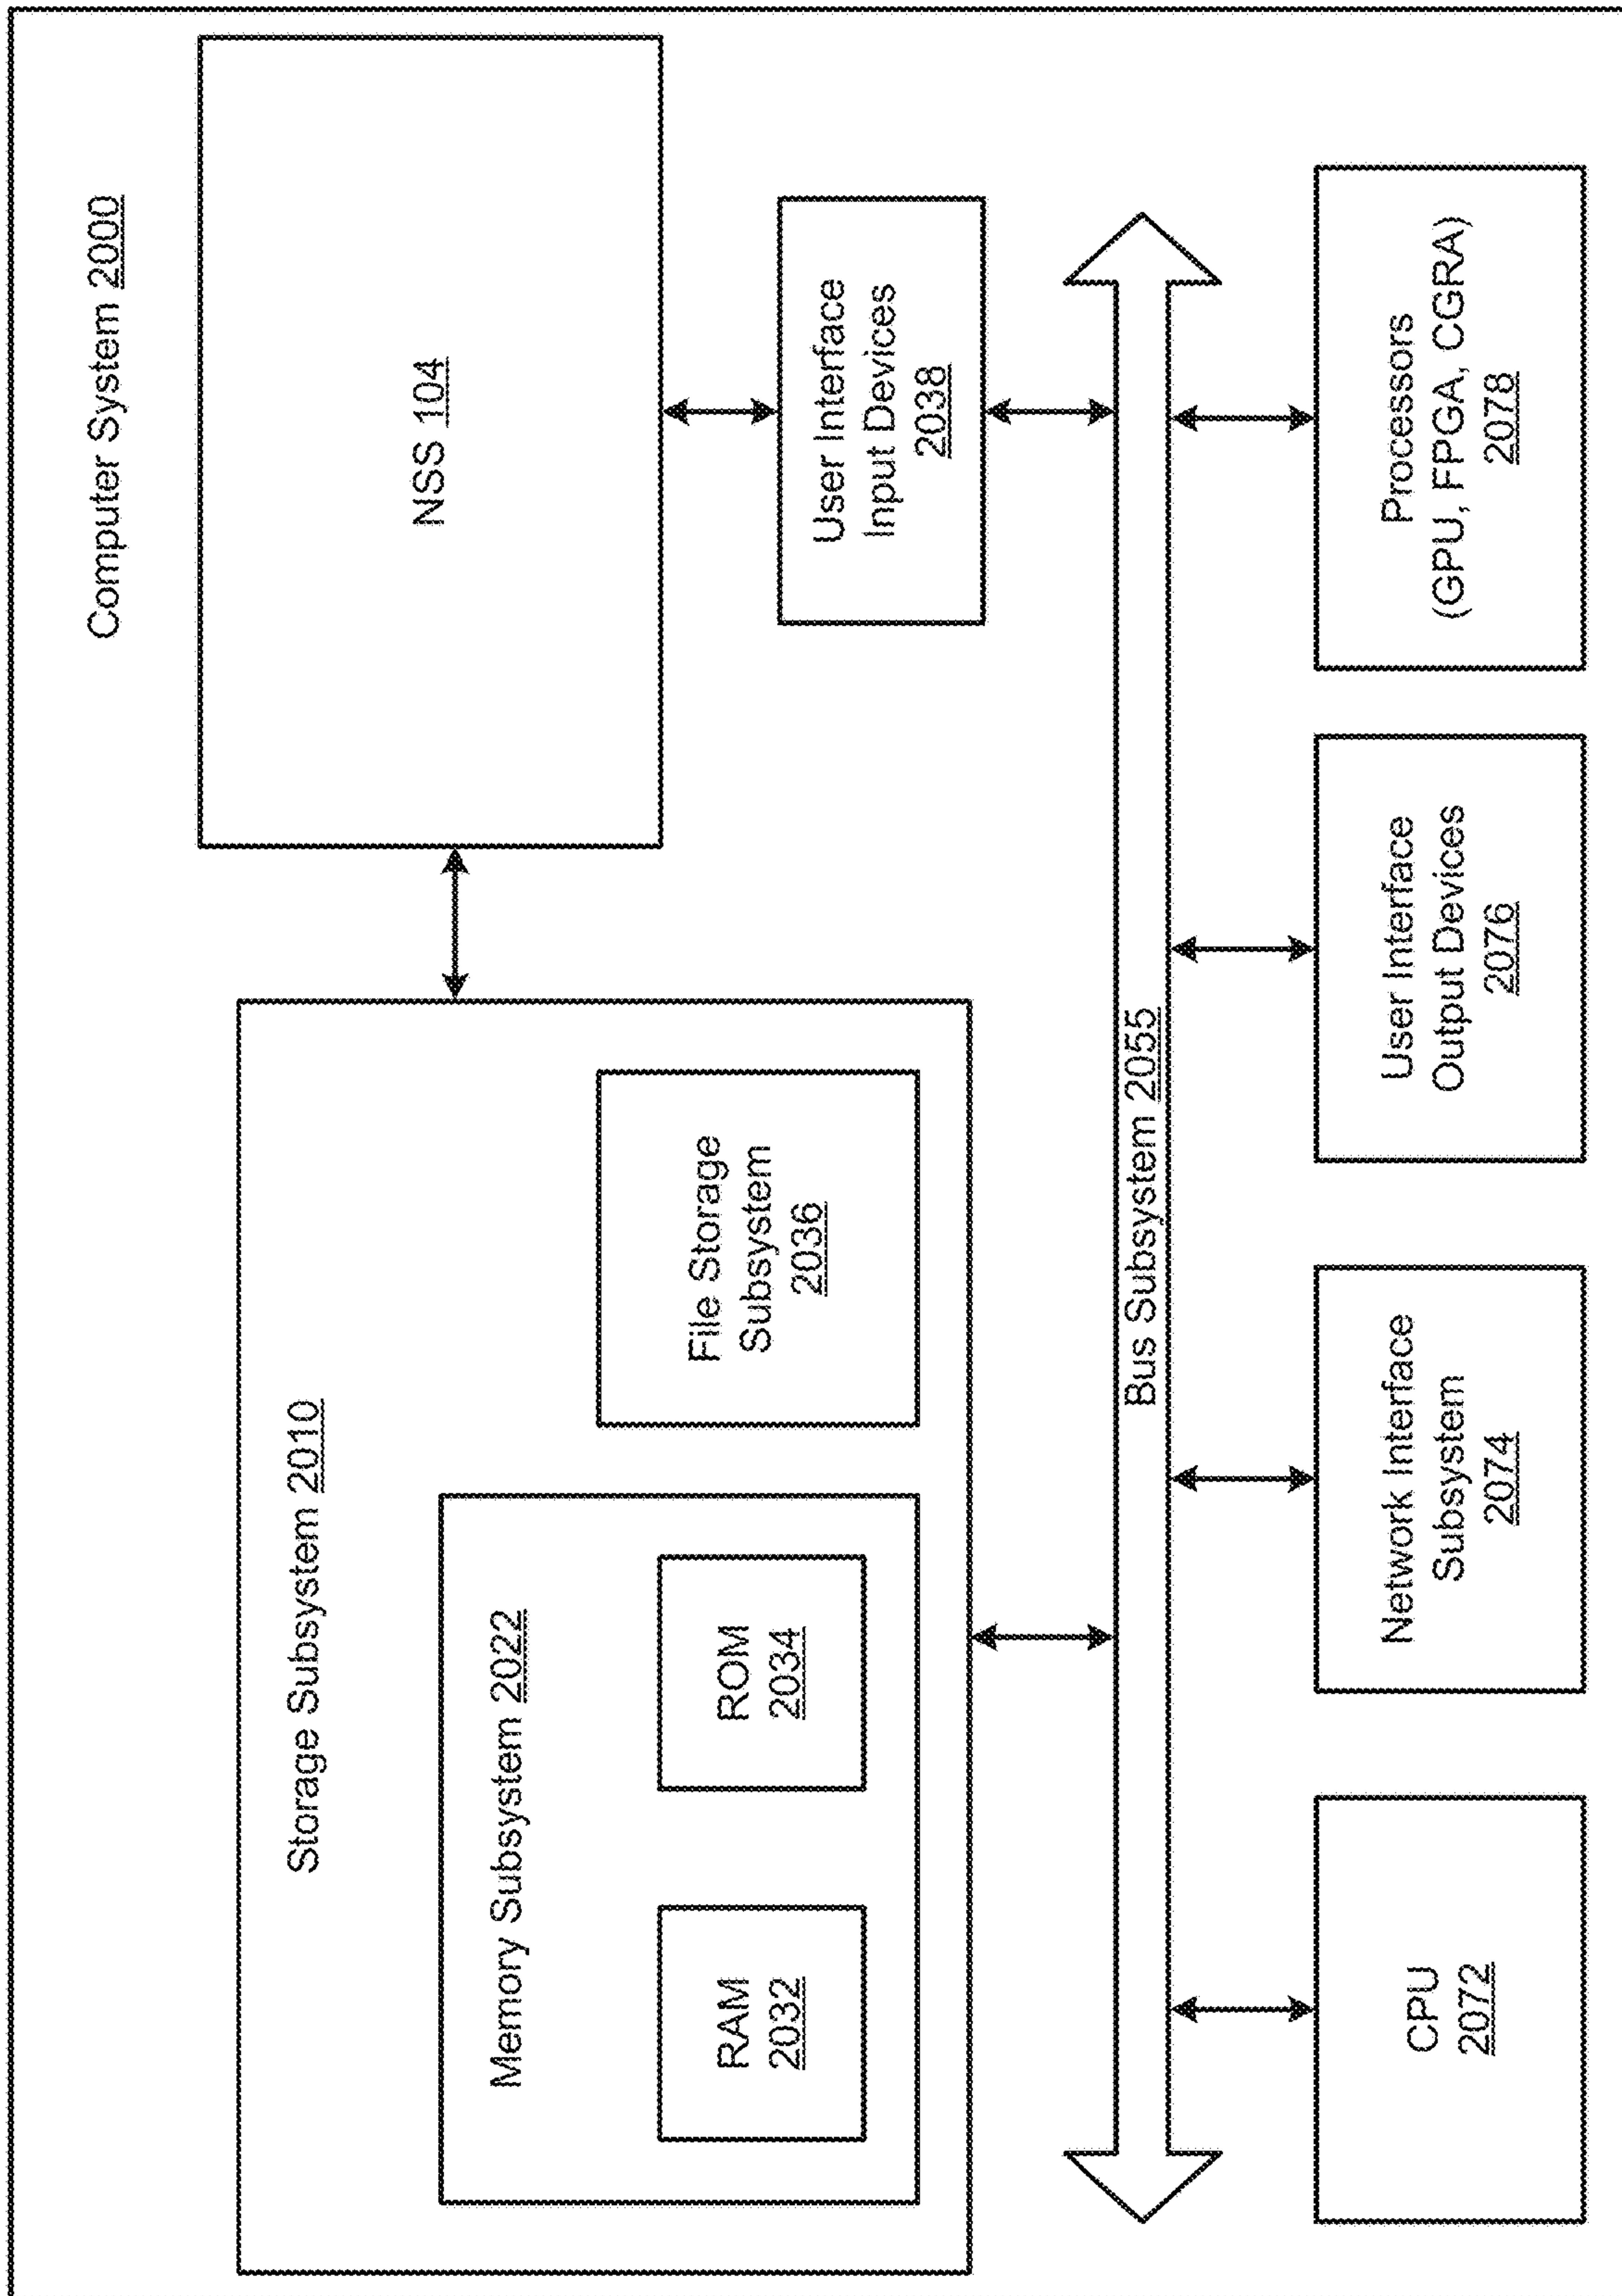 Computer System 2000
Storage Subsystem 2010
Memory Subsystem 2022
RAM
2032
ROM
2034
File Storage
Subsystem
2036
NSS 104
User Interface
Input Devices
2038
Bus Subsystem 2055
CPU
2072
Network Interface
Subsystem
2074
User Interface
Output Devices
2076
Processors
(GPU, FPGA, CGRA)
2078